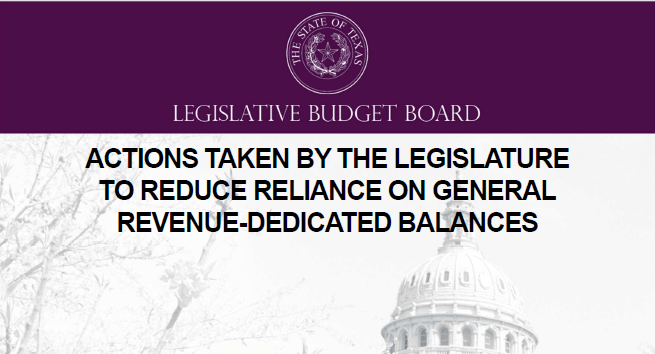 THE STATE OF TEXAS
LEGISLATIVE BUDGET BOARD
ACTIONS TAKEN BY THE LEGISLATURE
TO REDUCE RELIANCE ON GENERAL
REVENUE-DEDICATED BALANCES